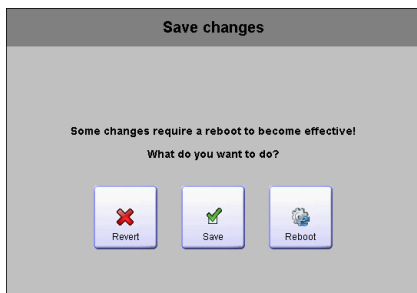 Save changes
Some changes require a reboot to become effective!
What do you want to do?
Revert
Save
Reboot